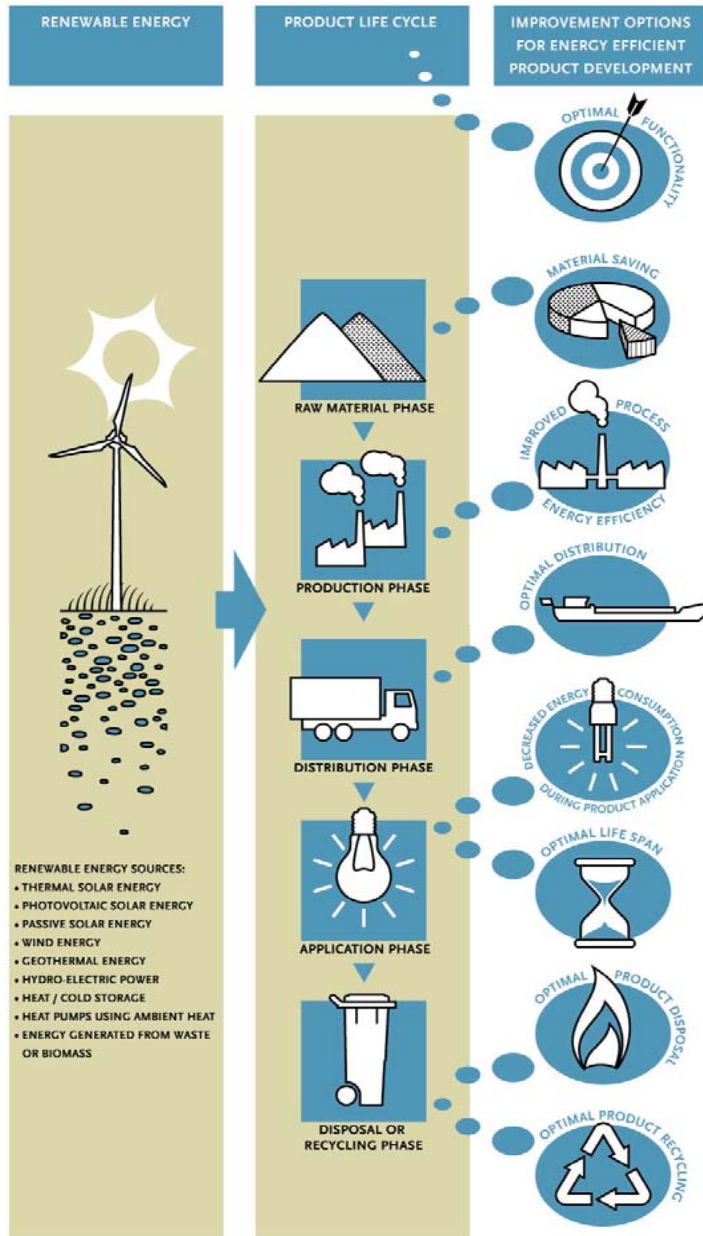 RENEWABLE ENERGY
PRODUCT LIFE CYCLE
IMPROVEMENT OPTIONS
FOR ENERGY EFFICIENT
PRODUCT DEVELOPMENT
OPTIMAL FUNCTIONALITY
MATERIAL SAVING
RAW MATERIAL PHASE
IMPROVED PROCESS
ENERGY EFFICIENCY
PRODUCTION PHASE
OPTIMAL DISTRIBUTION
DISTRIBUTION PHASE
DECREASED ENERGY CONSUMPTION
DURING PRODUCT APPLICATION
OPTIMAL LIFE SPAN
APPLICATION PHASE
RENEWABLE ENERGY SOURCES:
• THERMAL SOLAR ENERGY
• PHOTOVOLTAIC SOLAR ENERGY
• PASSIVE SOLAR ENERGY
• WIND ENERGY
• GEOTHERMAL ENERGY
• HYDRO-ELECTRIC POWER
• HEAT / COLD STORAGE
• HEAT PUMPS USING AMBIENT HEAT
• ENERGY GENERATED FROM WASTE
OR BIOMASS
OPTIMAL PRODUCT DISPOSAL
DISPOSAL OR
RECYCLING PHASE
OPTIMAL PRODUCT RECYCLING